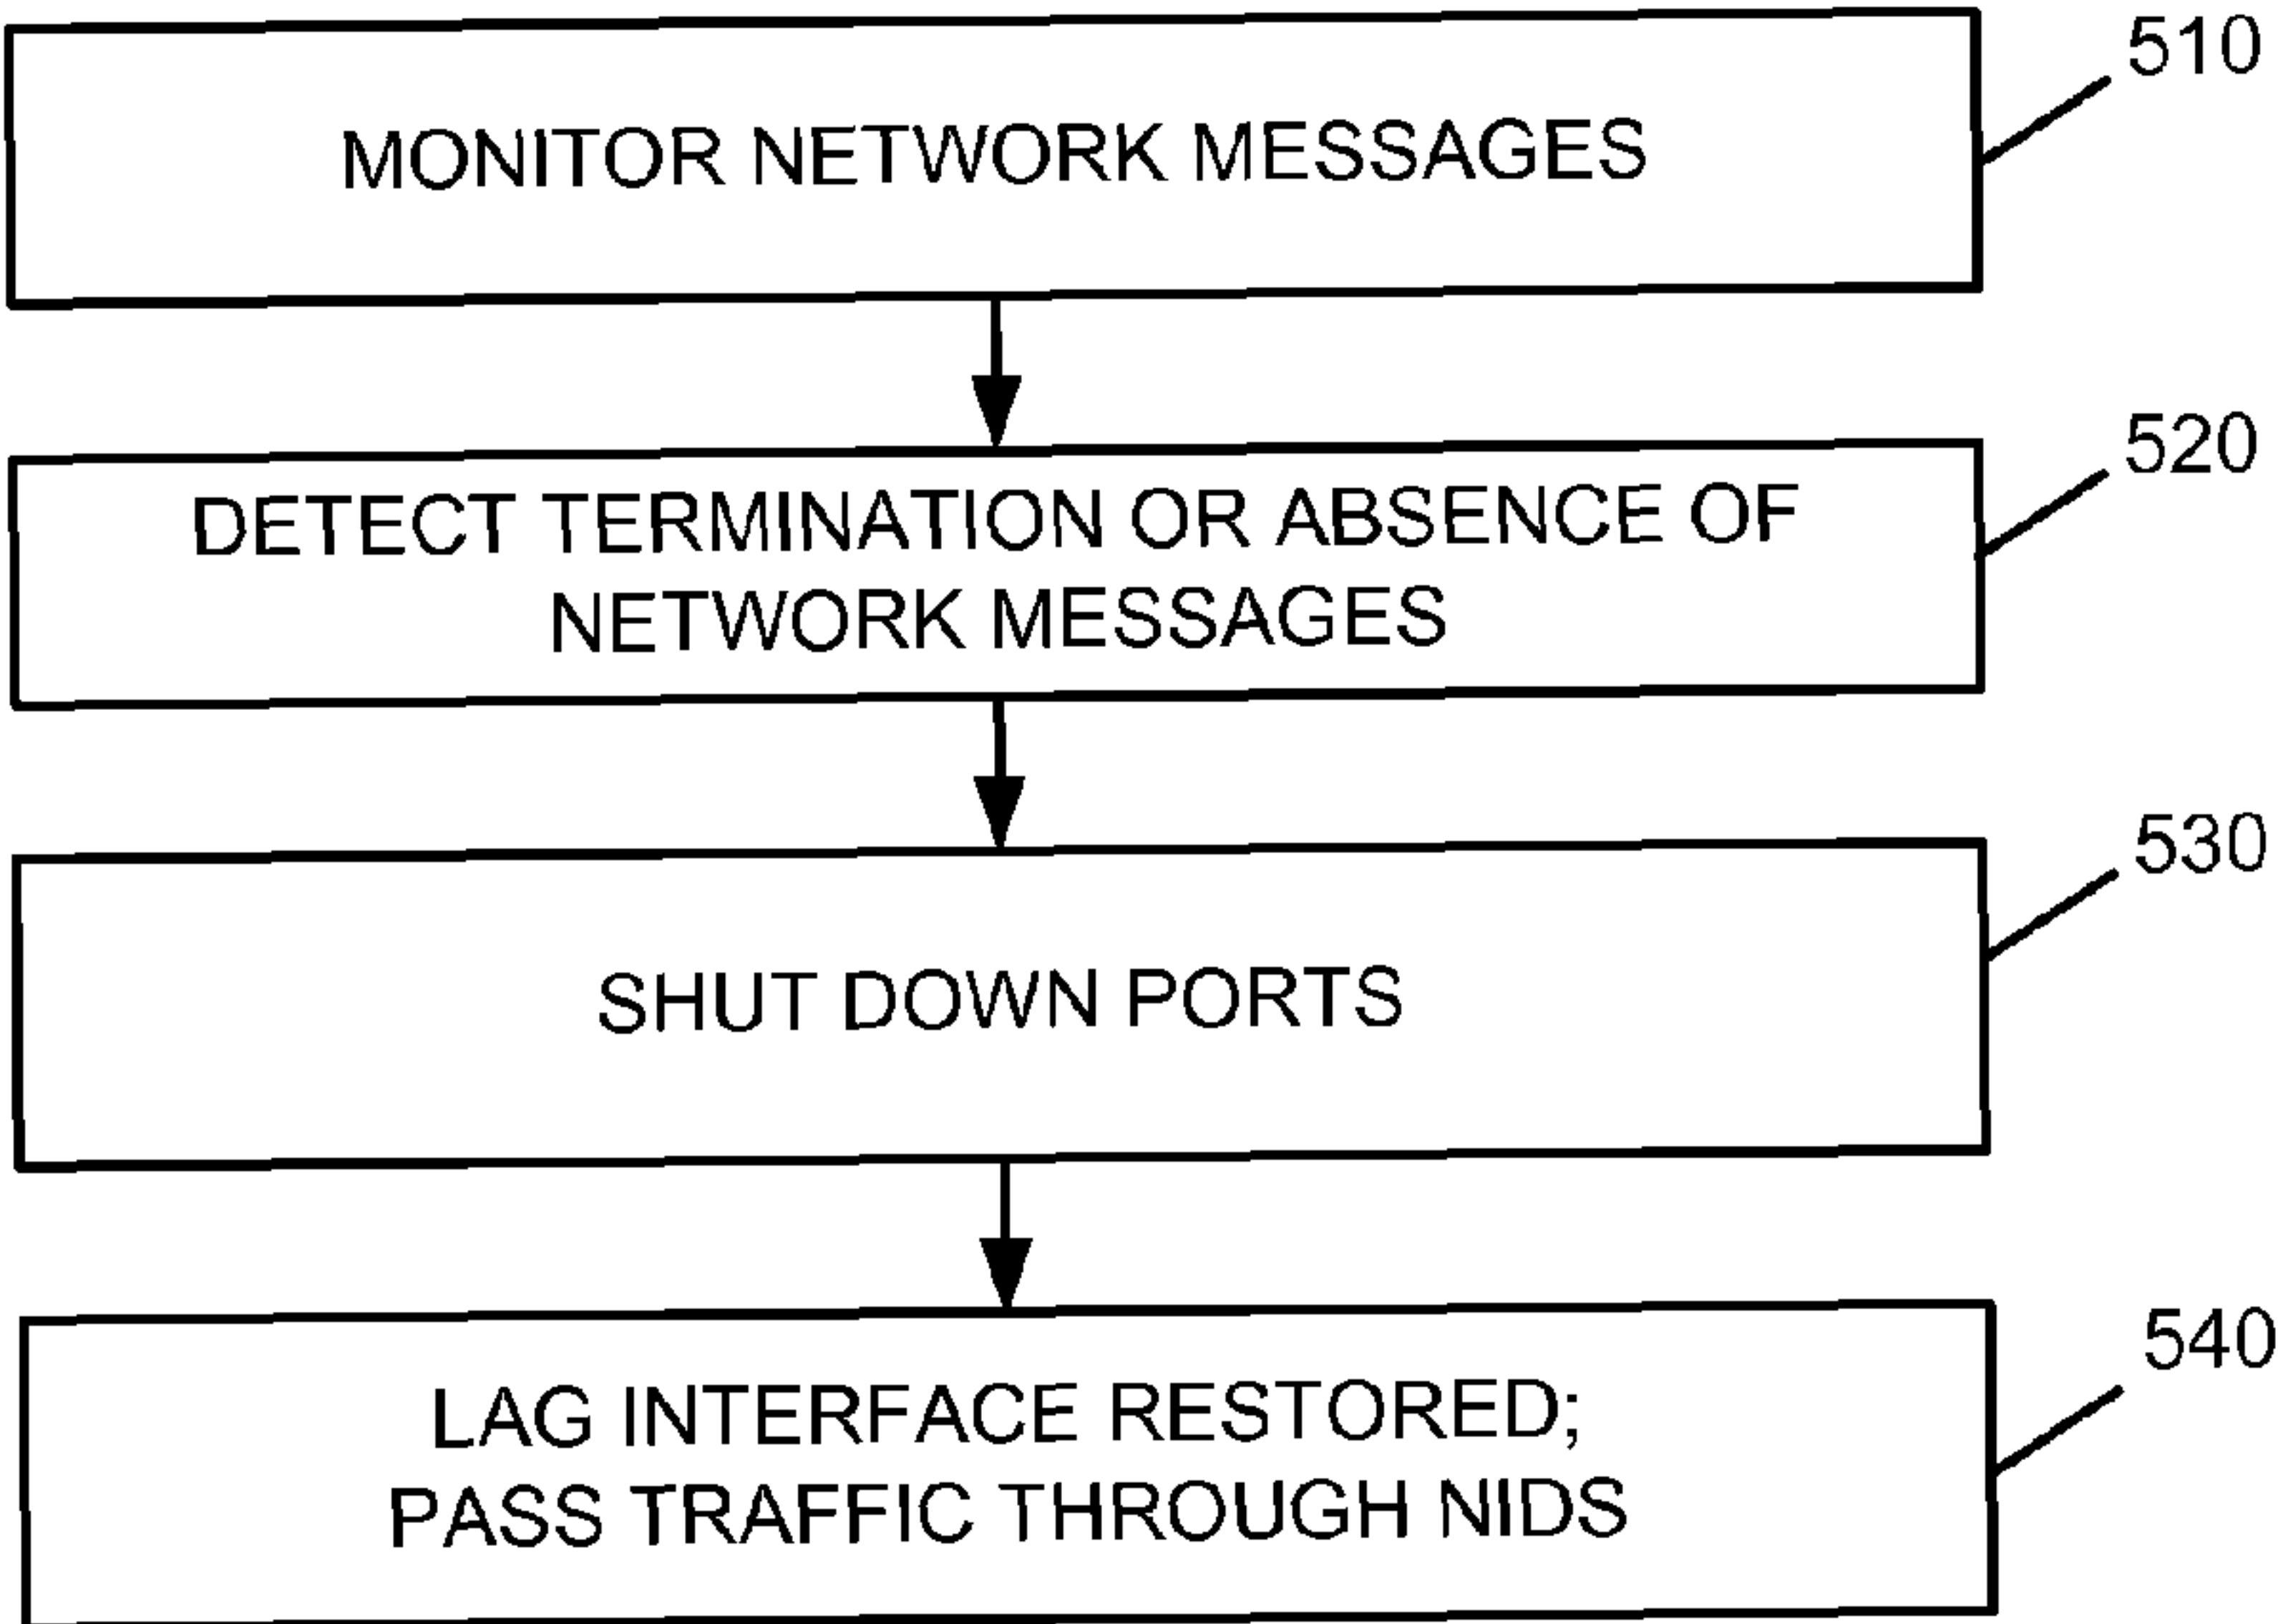 510
MONITOR NETWORK MESSAGES
520
DETECT TERMINATION OR ABSENCE OF
NETWORK MESSAGES
530
SHUT DOWN PORTS
540
LAG INTERFACE RESTORED;
PASS TRAFFIC THROUGH NIDS